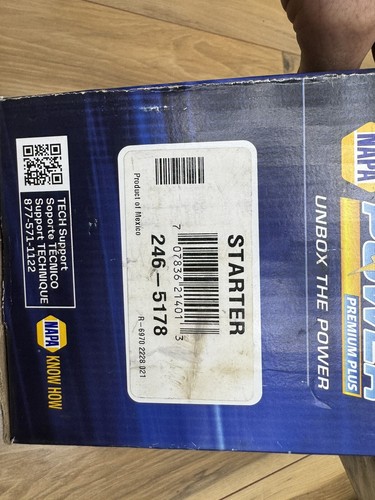 NAPA
POWER
PREMIUM PLUS
UNBOX THE POWER
STARTER
7 07836 21401 3
246-5178
Product of Mexico
R-6970 2228 021
TECH Support
Soporte TÉCNICO
Support TECHNIQUE
877-571-1122
NAPA KNOW HOW